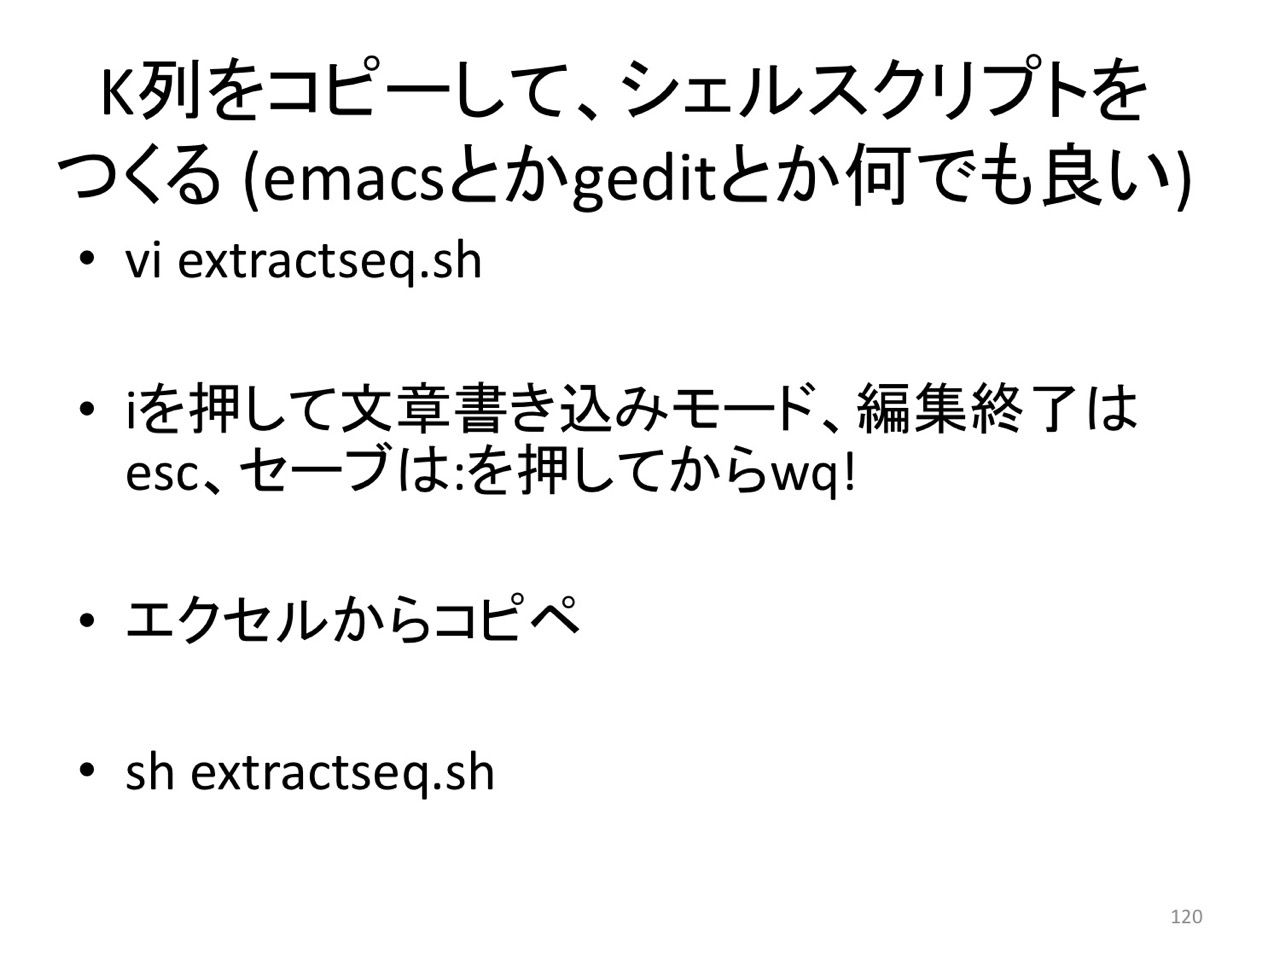 K列をコピーして、シェルスクリプトを
つくる (emacsとかgeditとか何でも良い)
• vi extractseq.sh
• iを押して文章書き込みモード、編集終了は
esc、セーブは:を押してからwq!
• エクセルからコピペ
• sh extractseq.sh
120